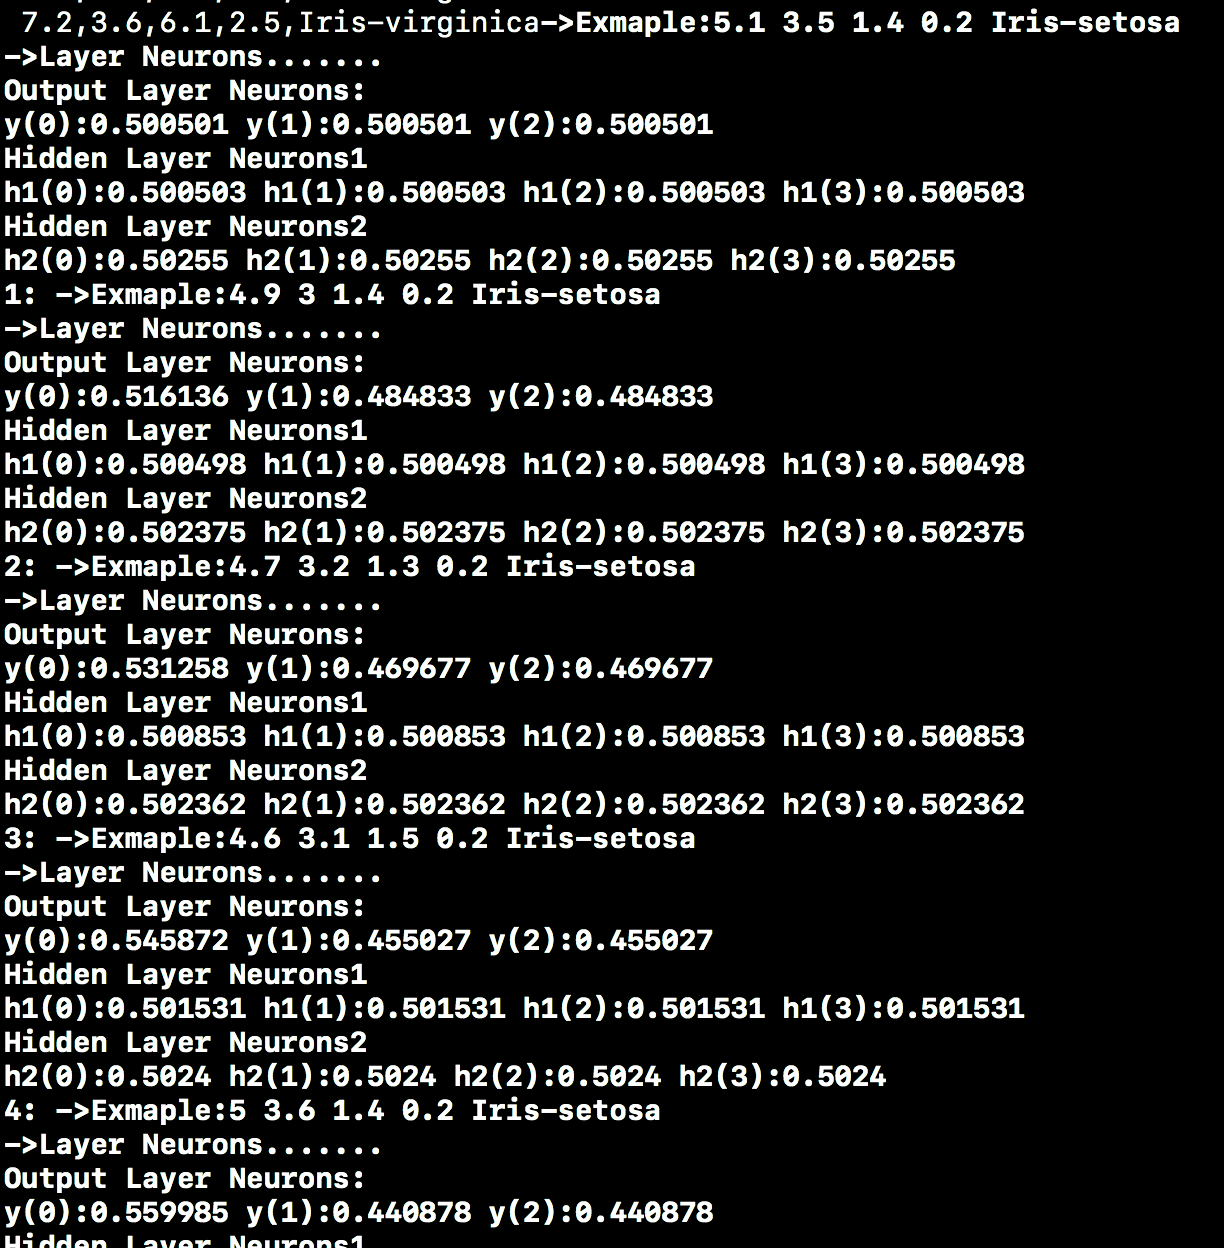 7.2,3.6,6.1,2.5,Iris-virginica->Exmaple:5.1 3.5 1.4 0.2 Iris-setosa
->Layer Neurons.......
Output Layer Neurons:
y(0):0.500501 y(1):0.500501 y(2):0.500501
Hidden Layer Neurons1
h1(0):0.500503 h1(1):0.500503 h1(2):0.500503 h1(3):0.500503
Hidden Layer Neurons2
h2(0):0.50255 h2(1):0.50255 h2(2):0.50255 h2(3):0.50255
1: ->Exmaple:4.9 3 1.4 0.2 Iris-setosa
->Layer Neurons.......
Output Layer Neurons:
y(0):0.516136 y(1):0.484833 y(2):0.484833
Hidden Layer Neurons1
h1(0):0.500498 h1(1):0.500498 h1(2):0.500498 h1(3):0.500498
Hidden Layer Neurons2
h2(0):0.502375 h2(1):0.502375 h2(2):0.502375 h2(3):0.502375
2: ->Exmaple:4.7 3.2 1.3 0.2 Iris-setosa
->Layer Neurons.......
Output Layer Neurons:
y(0):0.531258 y(1):0.469677 y(2):0.469677
Hidden Layer Neurons1
h1(0):0.500853 h1(1):0.500853 h1(2):0.500853 h1(3):0.500853
Hidden Layer Neurons2
h2(0):0.502362 h2(1):0.502362 h2(2):0.502362 h2(3):0.502362
3: ->Exmaple:4.6 3.1 1.5 0.2 Iris-setosa
->Layer Neurons.......
Output Layer Neurons:
y(0):0.545872 y(1):0.455027 y(2):0.455027
Hidden Layer Neurons1
h1(0):0.501531 h1(1):0.501531 h1(2):0.501531 h1(3):0.501531
Hidden Layer Neurons2
h2(0):0.5024 h2(1):0.5024 h2(2):0.5024 h2(3):0.5024
4: ->Exmaple:5 3.6 1.4 0.2 Iris-setosa
->Layer Neurons.......
Output Layer Neurons:
y(0):0.559985 y(1):0.440878 y(2):0.440878
Hidden Layer Neurons1